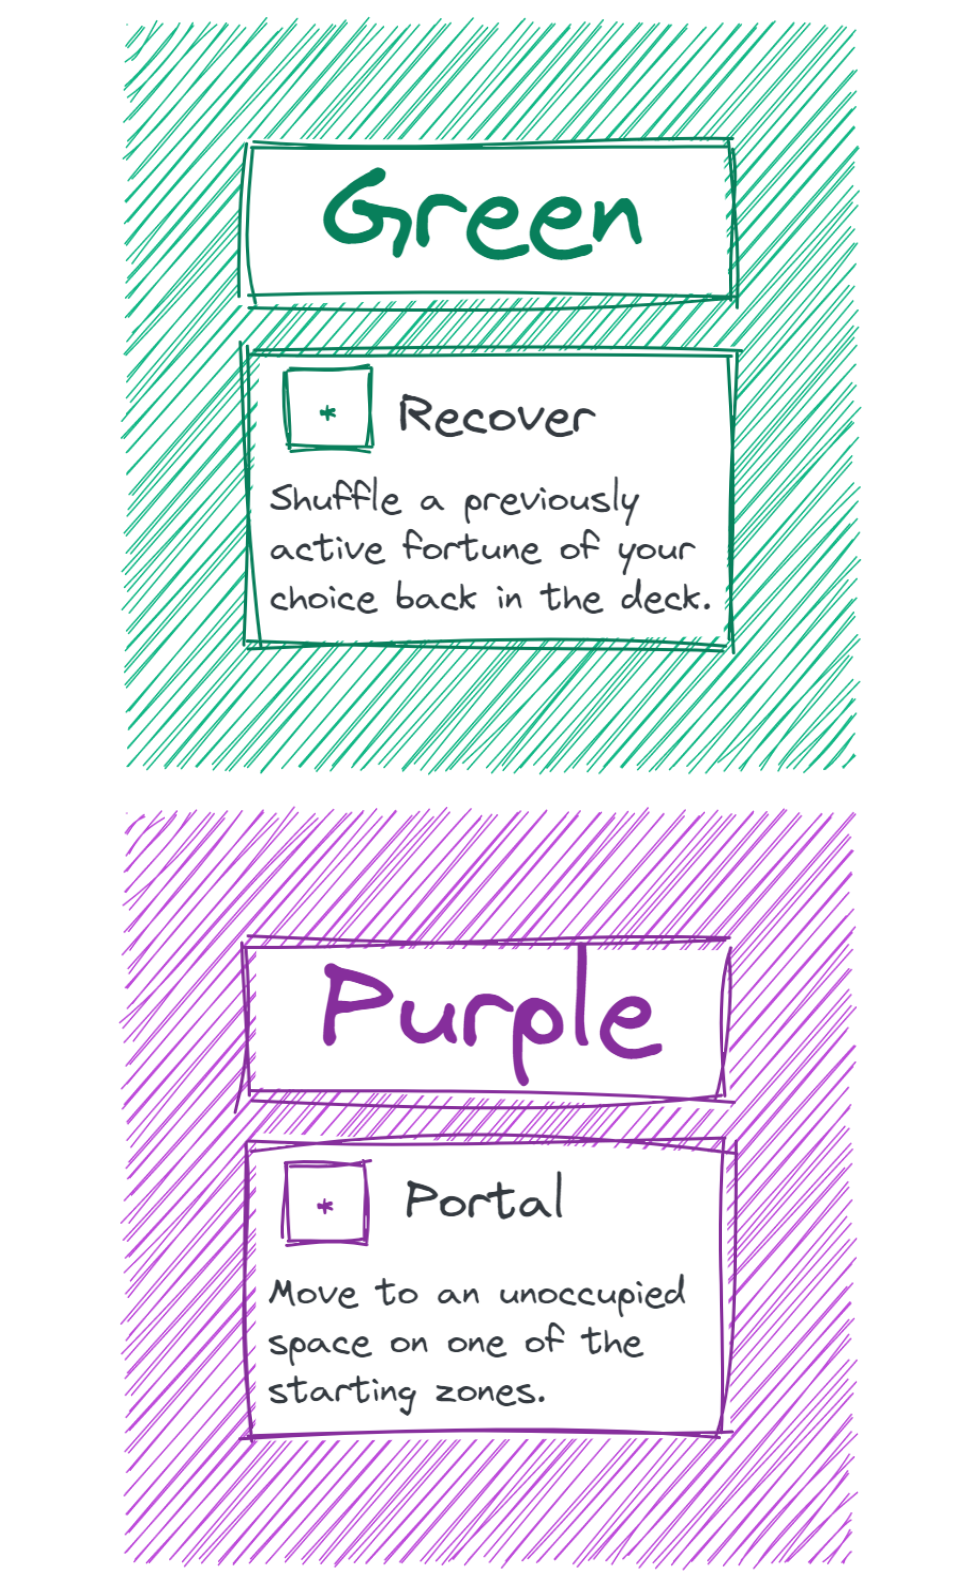 Green
* Recover
Shuffle a previously
active fortune of your
choice back in the deck.
Purple
* Portal
Move to an unoccupied
space on one of the
starting zones.